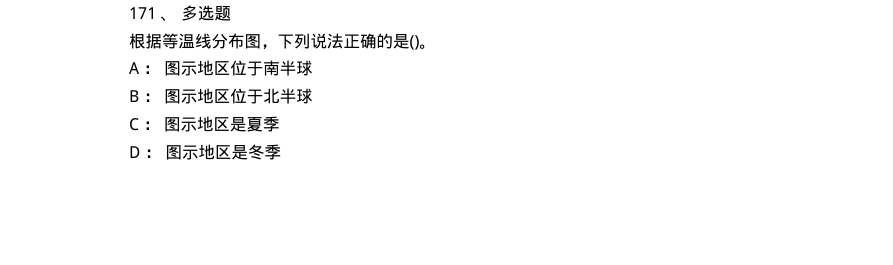 171 、 多选题
根据等温线分布图，下列说法正确的是()。
A ： 图示地区位于南半球
B ： 图示地区位于北半球
C ： 图示地区是夏季
D ： 图示地区是冬季